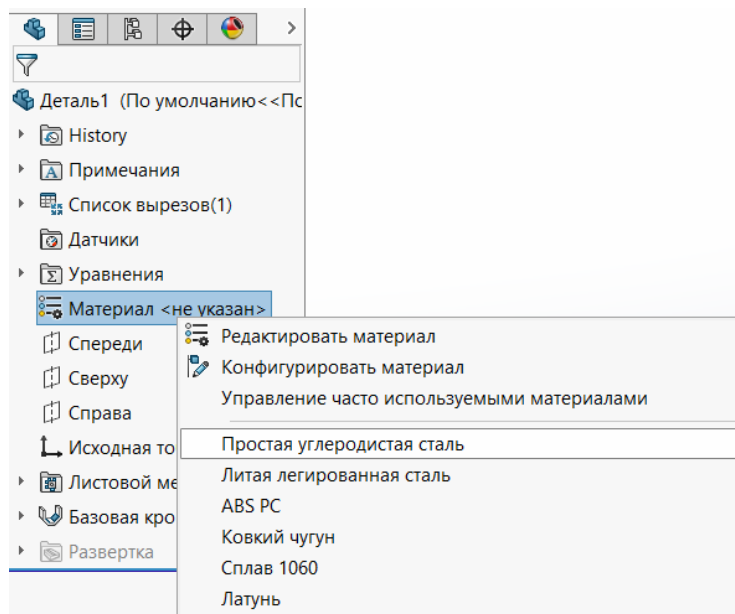 Деталь1 (По умолчанию<<По
History
Примечания
Список вырезов(1)
Датчики
Уравнения
Материал <не указан>
Спереди
Сверху
Справа
Исходная то
Листовой ме
Базовая кро
Развертка
Редактировать материал
Конфигурировать материал
Управление часто используемыми материалами
Простая углеродистая сталь
Литая легированная сталь
ABS PC
Ковкий чугун
Сплав 1060
Латунь